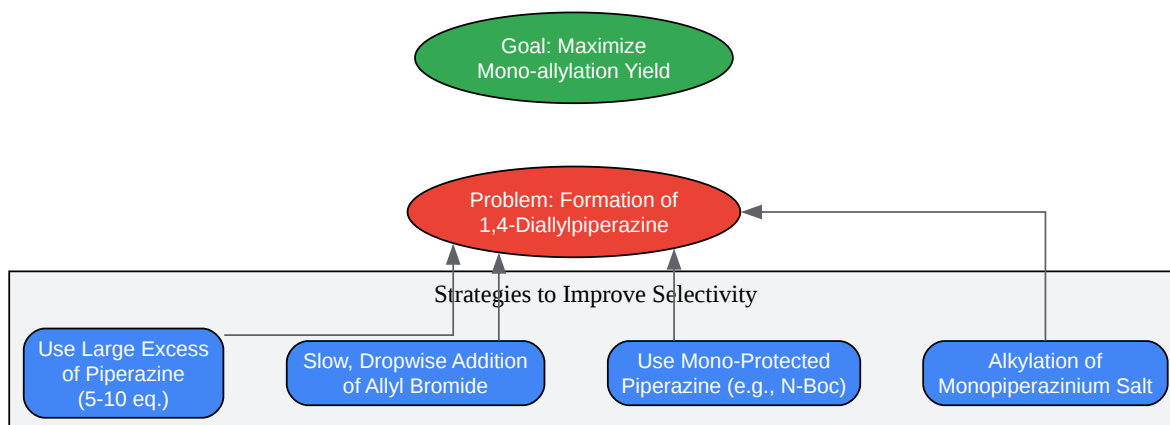 Goal: Maximize
Mono-allylation Yield
Problem: Formation of
1,4-Diallylpiperazine
Strategies to Improve Selectivity
Use Large Excess
of Piperazine
(5-10 eq.)
Slow, Dropwise Addition
of Allyl Bromide
Use Mono-Protected
Piperazine (e.g., N-Boc)
Alkylation of
Monopiperazinium Salt